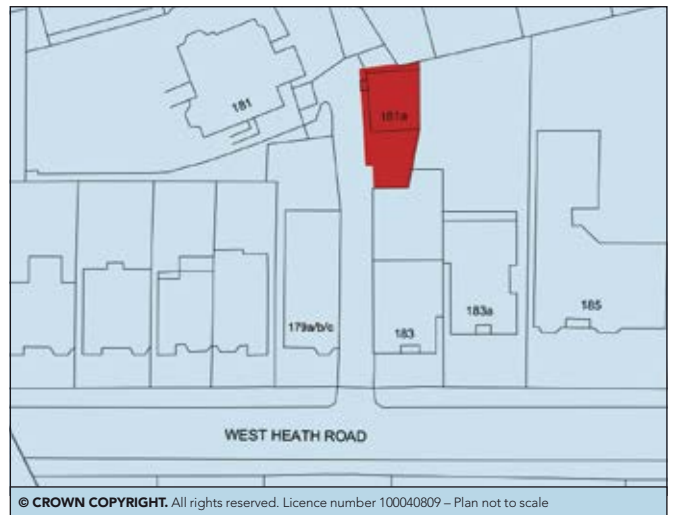 181
181a
179a/b/c
183
183a
185
WEST HEATH ROAD
© CROWN COPYRIGHT. All rights reserved. Licence number 100040809 – Plan not to scale